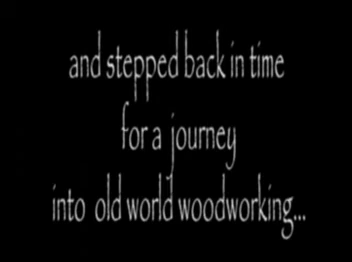 and stepped back in time
for a journey
into old world woodworking...